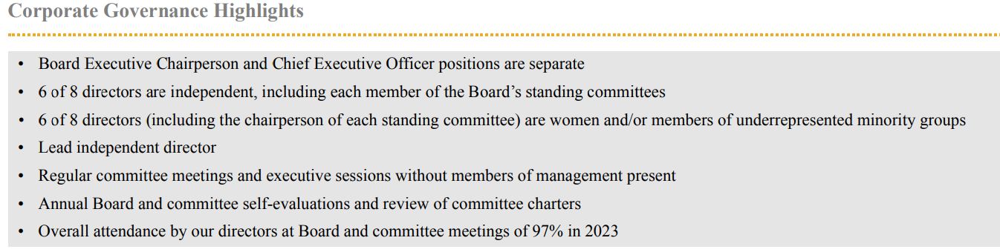 Corporate Governance Highlights
• Board Executive Chairperson and Chief Executive Officer positions are separate
• 6 of 8 directors are independent, including each member of the Board’s standing committees
• 6 of 8 directors (including the chairperson of each standing committee) are women and/or members of underrepresented minority groups
• Lead independent director
• Regular committee meetings and executive sessions without members of management present
• Annual Board and committee self-evaluations and review of committee charters
• Overall attendance by our directors at Board and committee meetings of 97% in 2023